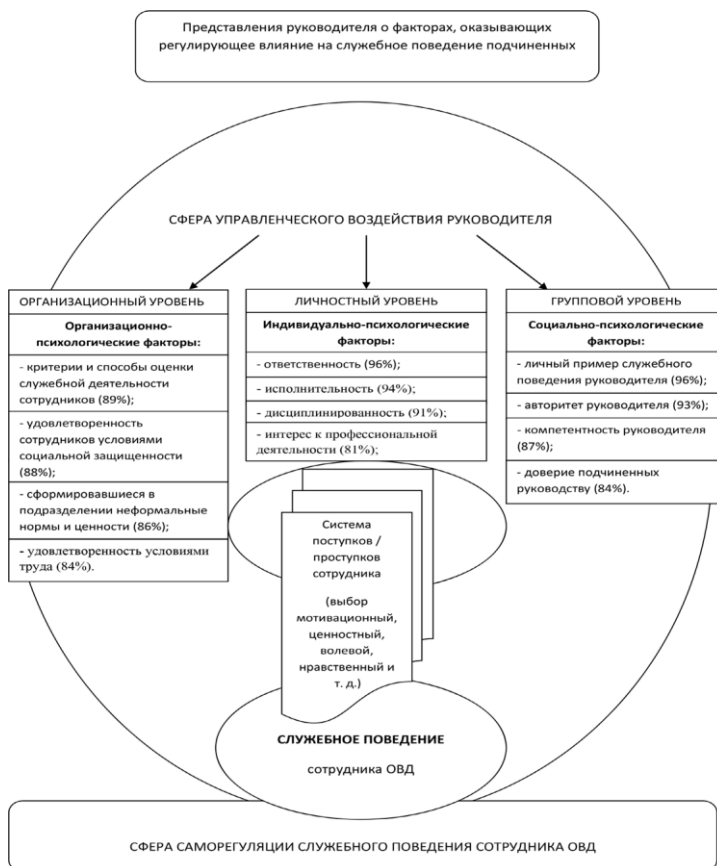 Представления руководителя о факторах, оказывающих
регулирующее влияние на служебное поведение подчиненных
СФЕРА УПРАВЛЕНЧЕСКОГО ВОЗДЕЙСТВИЯ РУКОВОДИТЕЛЯ
ОРГАНИЗАЦИОННЫЙ УРОВЕНЬ
Организационно-
психологические факторы:
- критерии и способы оценки
служебной деятельности
сотрудников (89%);
- удовлетворенность
сотрудников условиями
социальной защищенности
(88%);
- сформировавшиеся в
подразделении неформальные
нормы и ценности (86%);
- удовлетворенность условиями
труда (84%).
ЛИЧНОСТНЫЙ УРОВЕНЬ
Индивидуально-психологические
факторы:
- ответственность (96%);
- исполнительность (94%);
- дисциплинированность (91%);
- интерес к профессиональной
деятельности (81%);
ГРУППОВОЙ УРОВЕНЬ
Социально-психологические
факторы:
- личный пример служебного
поведения руководителя (96%);
- авторитет руководителя (93%);
- компетентность руководителя
(87%);
- доверие подчиненных
руководству (84%).
Система
поступков /
проступков
сотрудника
(выбор
мотивационный,
ценностный,
волевой,
нравственный и
т. д.)
СЛУЖЕБНОЕ ПОВЕДЕНИЕ
сотрудника ОВД
СФЕРА САМОРЕГУЛЯЦИИ СЛУЖЕБНОГО ПОВЕДЕНИЯ СОТРУДНИКА ОВД